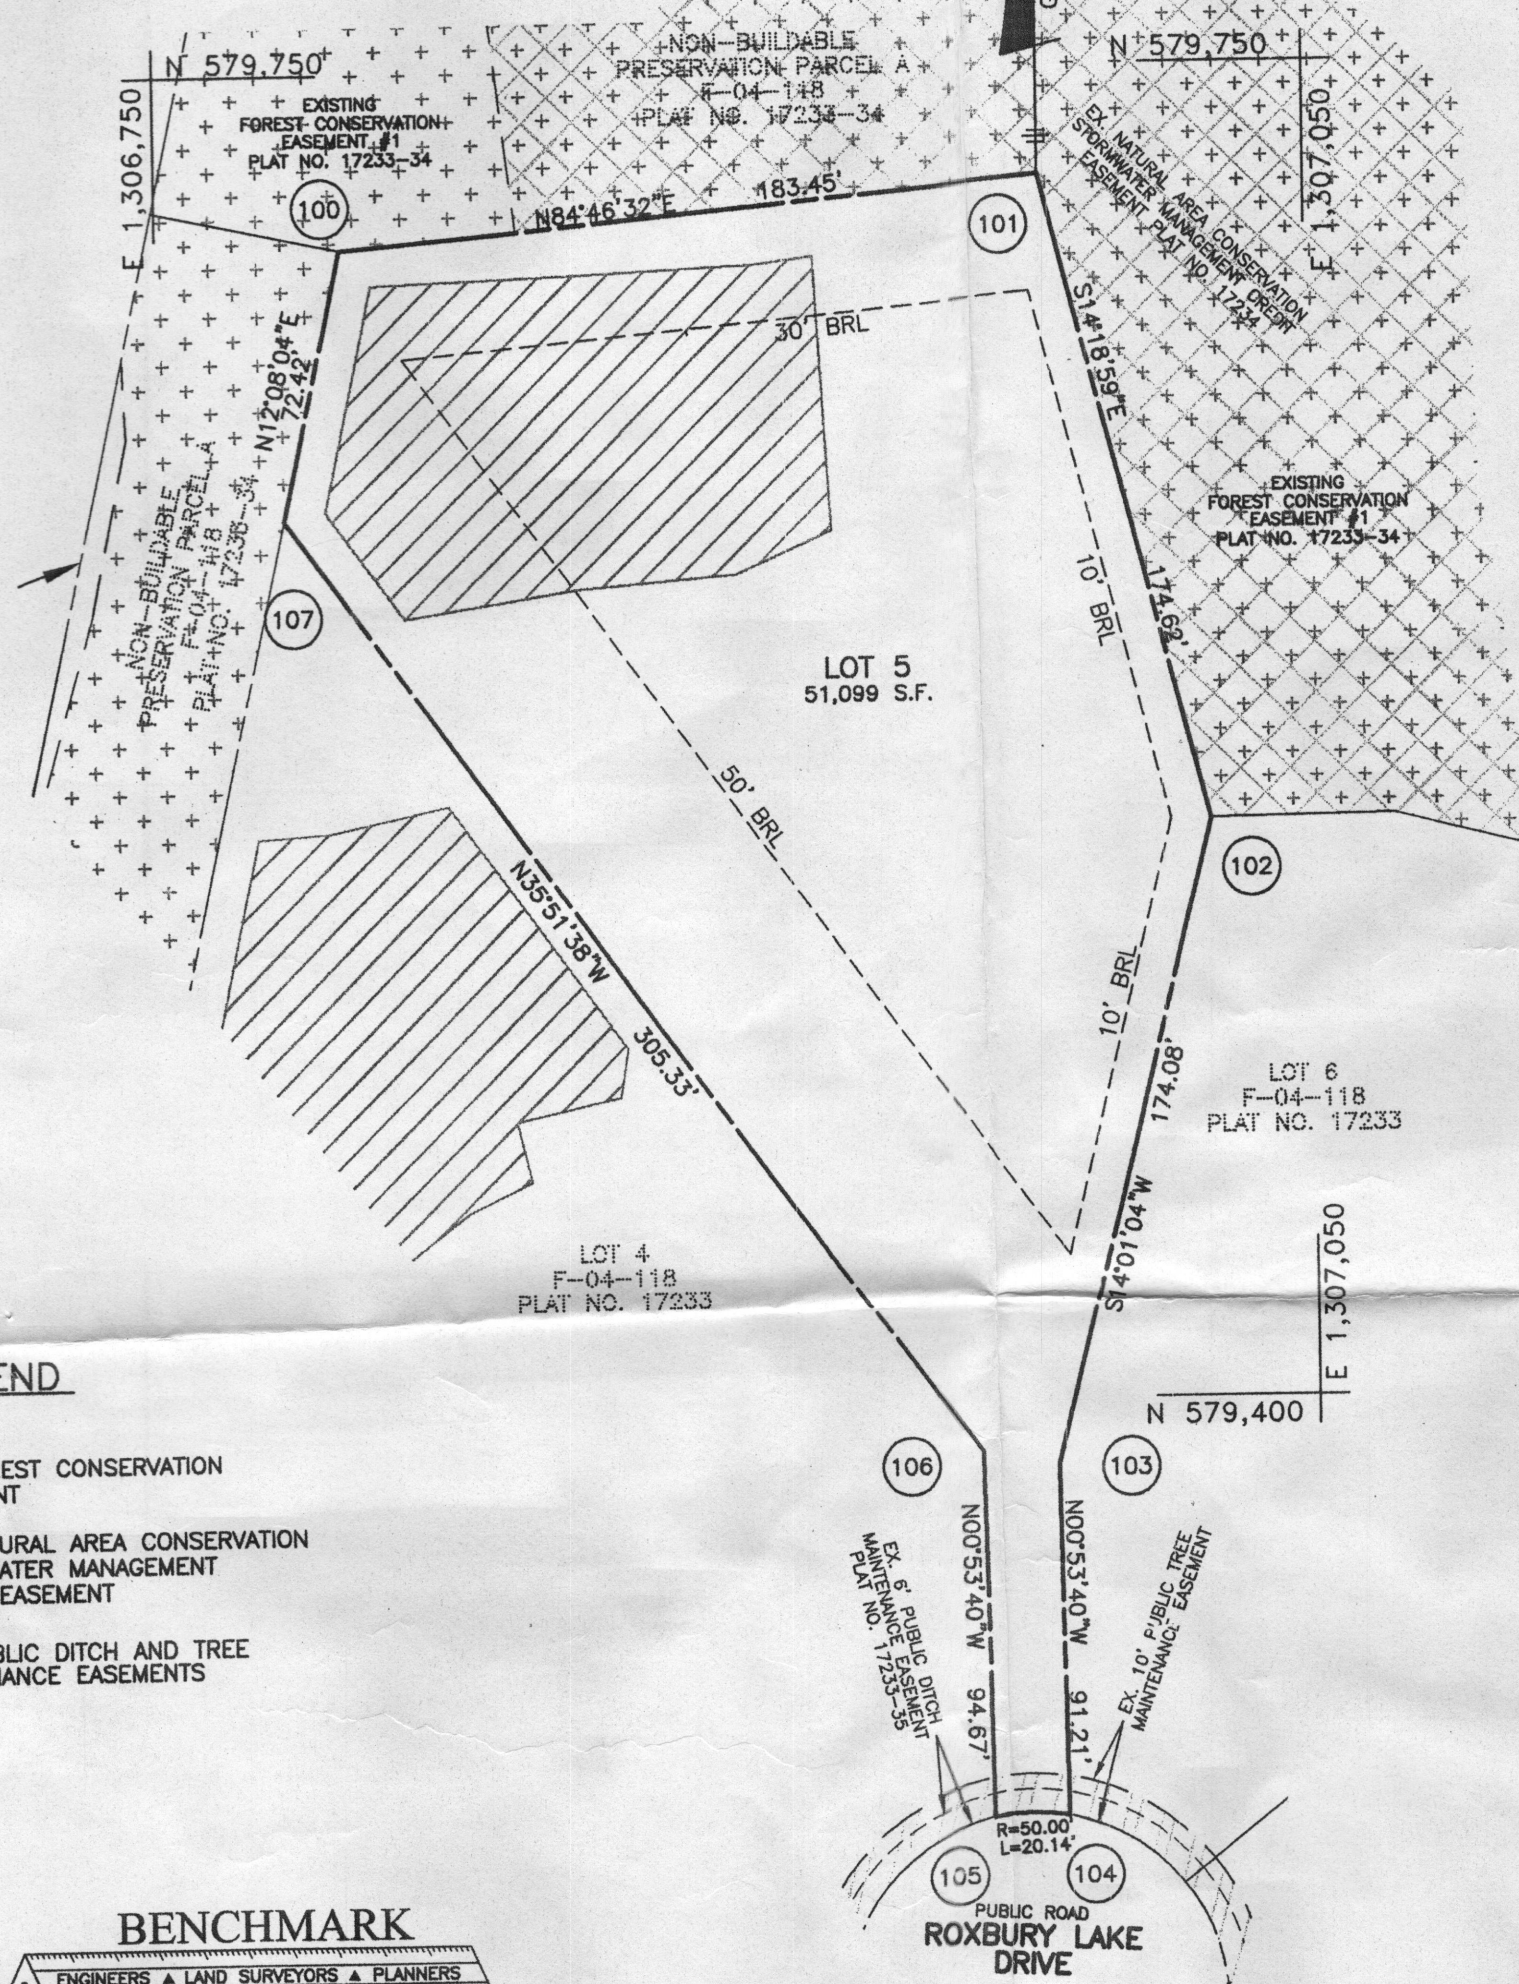 NON-BUILDABLE
PRESERVATION PARCEL A
F-04-118
PLAT NO. 17233-34
N 579,750
N 579,750
E 1,306,750
E 1,307,050
EXISTING
FOREST CONSERVATION
EASEMENT #1
PLAT NO. 17233-34
EX. NATURAL AREA CONSERVATION
STORMWATER MANAGEMENT CREDIT
EASEMENT PLAT NO. 17234
100
N84°46'32"E 183.45'
101
30' BRL
S14°18'59"E 174.62'
N12°08'04"E
72.42'
NON-BUILDABLE
PRESERVATION PARCEL A
F-04-118
PLAT NO. 17233-34
EXISTING
FOREST CONSERVATION
EASEMENT #1
PLAT NO. 17233-34
10' BRL
107
LOT 5
51,099 S.F.
50' BRL
102
N35°51'38"W 305.33'
10' BRL
S14°01'04"W 174.08'
LOT 6
F-04-118
PLAT NO. 17233
LOT 4
F-04-118
PLAT NO. 17233
E 1,307,050
N 579,400
END
EST CONSERVATION
NT
URAL AREA CONSERVATION
ATER MANAGEMENT
EASEMENT
BLIC DITCH AND TREE
NANCE EASEMENTS
106
103
N00°53'40"W 94.67'
N00°53'40"W 91.21'
EX. 6' PUBLIC DITCH
MAINTENANCE EASEMENT
PLAT NO. 17233-35
EX. 10' PUBLIC TREE
MAINTENANCE EASEMENT
R=50.00'
L=20.14'
105
104
PUBLIC ROAD
ROXBURY LAKE
DRIVE
BENCHMARK
ENGINEERS ▲ LAND SURVEYORS ▲ PLANNERS